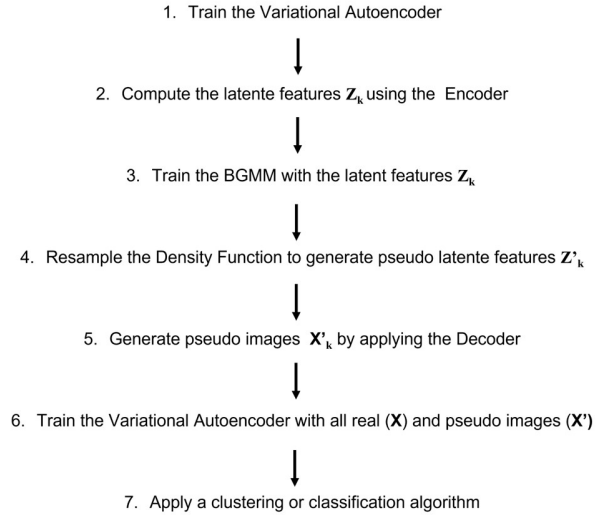 1. Train the Variational Autoencoder
2. Compute the latente features Zk using the Encoder
3. Train the BGMM with the latent features Zk
4. Resample the Density Function to generate pseudo latente features Z’k
5. Generate pseudo images X’k by applying the Decoder
6. Train the Variational Autoencoder with all real (X) and pseudo images (X’)
7. Apply a clustering or classification algorithm